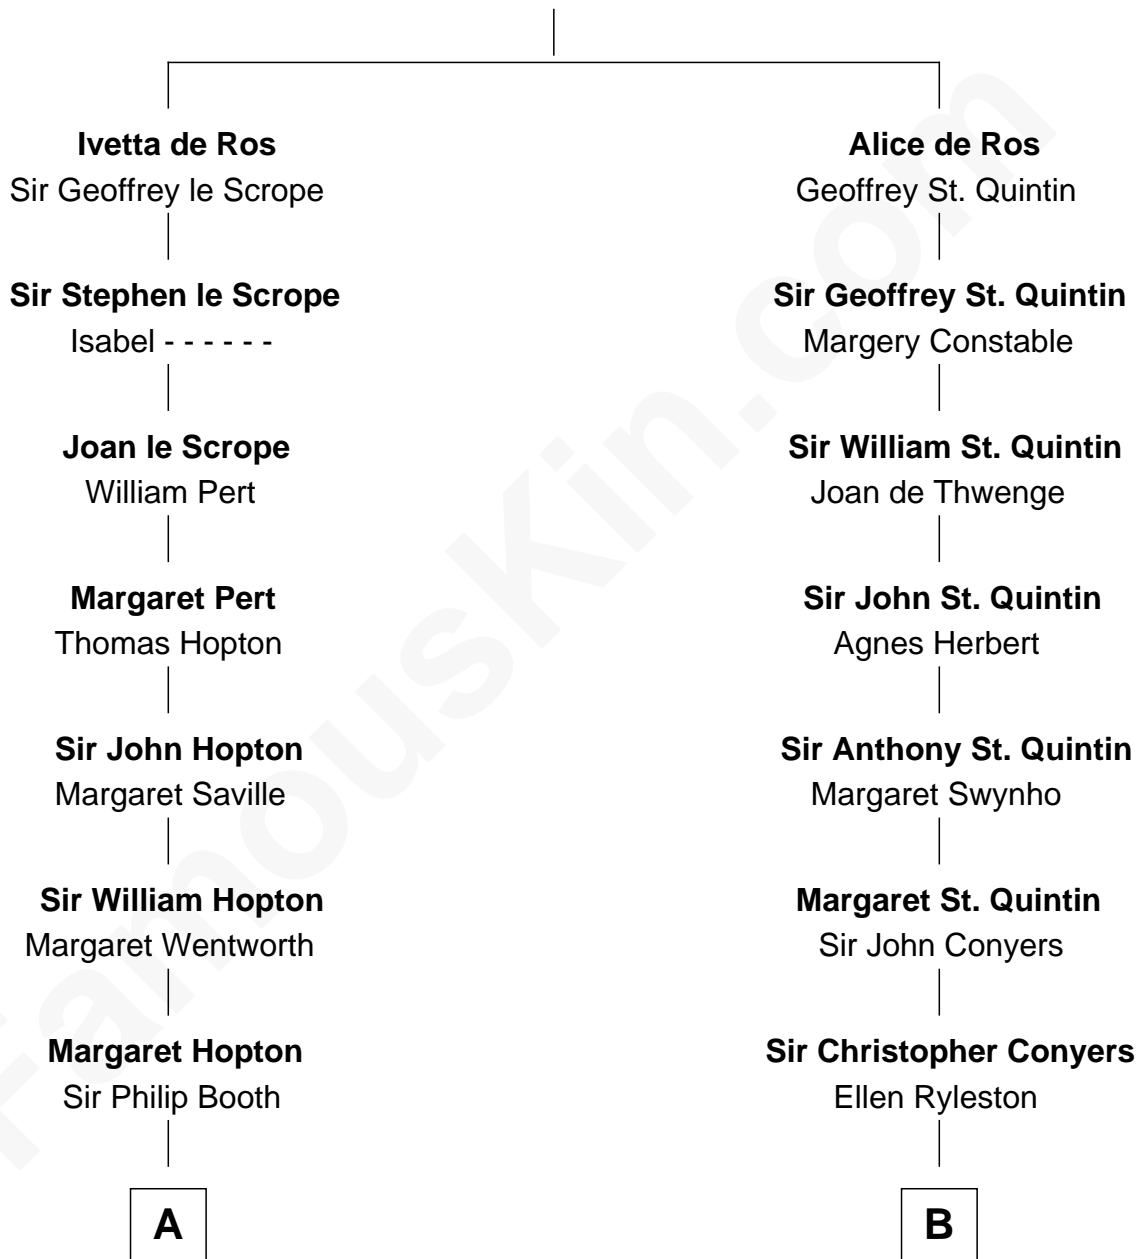 Ivetta de Ros
Sir Geoffrey le Scrope
Sir Stephen le Scrope
Isabel - - - - - -
Joan le Scrope
William Pert
Margaret Pert
Thomas Hopton
Sir John Hopton
Margaret Saville
Sir William Hopton
Margaret Wentworth
Margaret Hopton
Sir Philip Booth
A
Alice de Ros
Geoffrey St. Quintin
Sir Geoffrey St. Quintin
Margery Constable
Sir William St. Quintin
Joan de Thwenge
Sir John St. Quintin
Agnes Herbert
Sir Anthony St. Quintin
Margaret Swynho
Margaret St. Quintin
Sir John Conyers
Sir Christopher Conyers
Ellen Ryleston
B
FamousKin.com